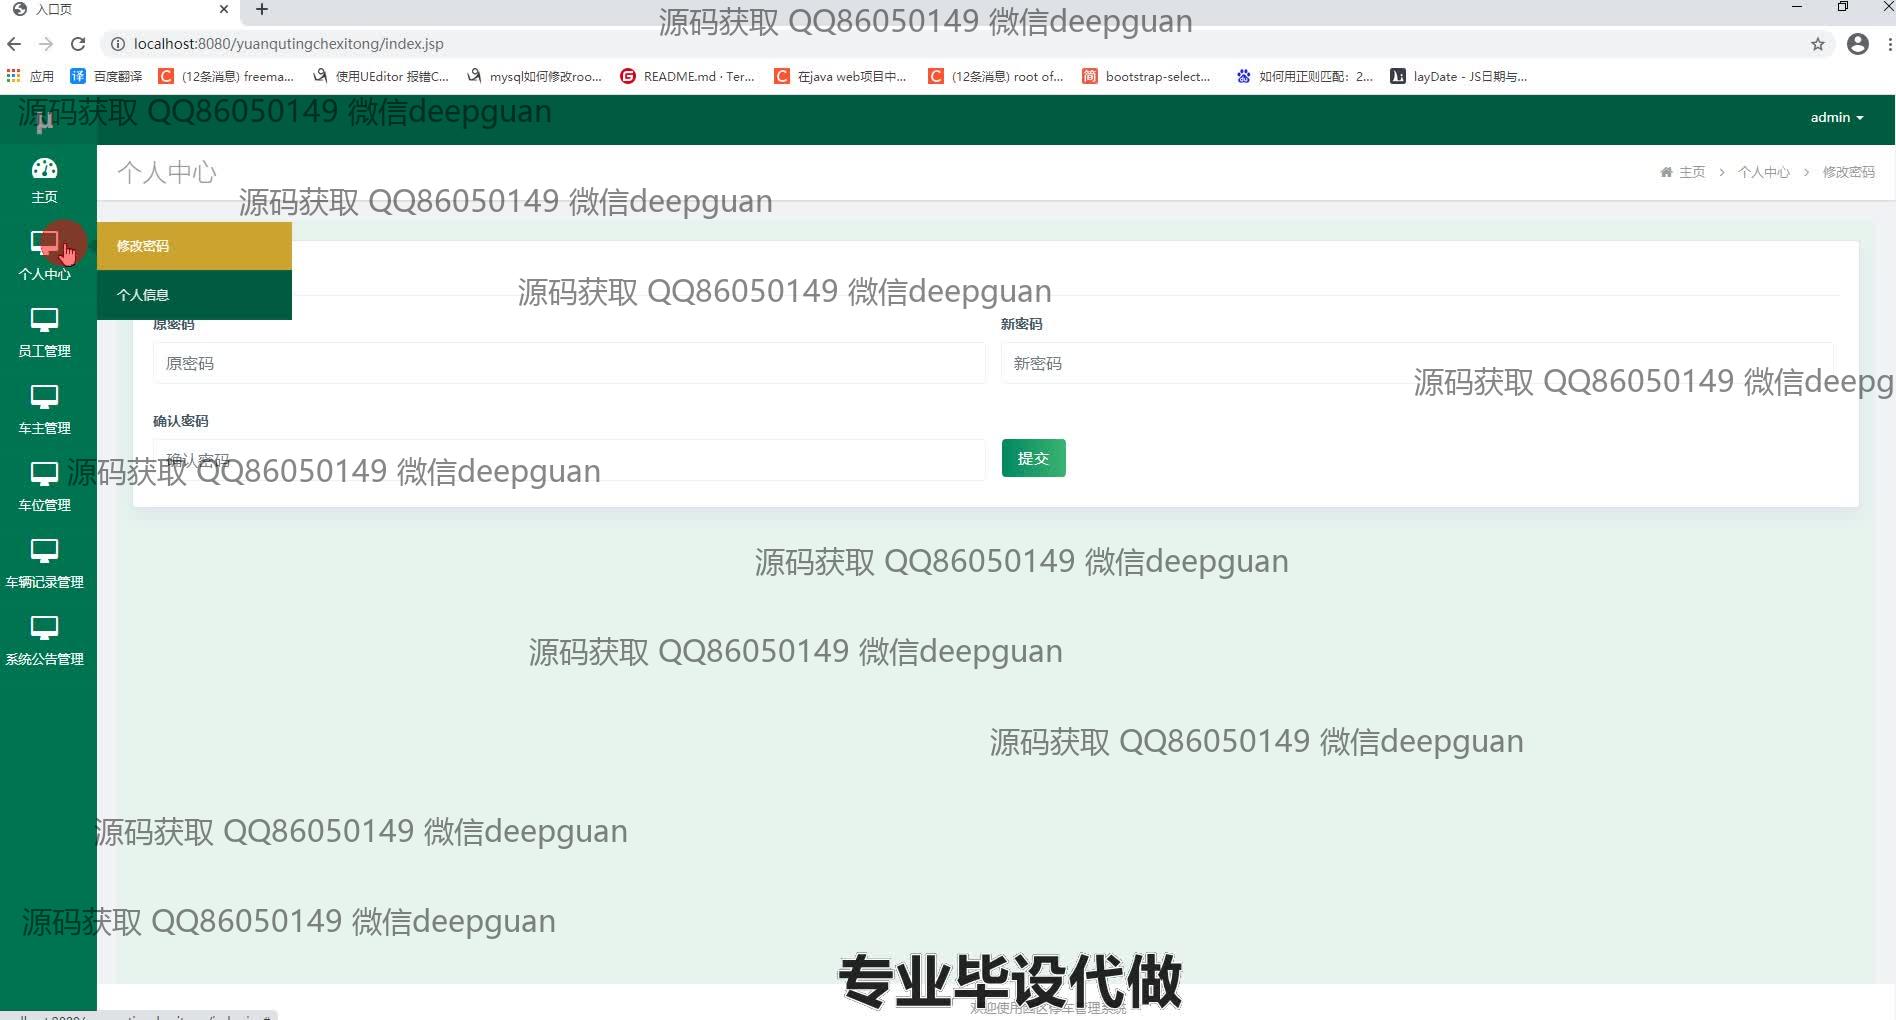 入口页
源码获取 QQ86050149 微信deepguan
localhost:8080/yuanqutingchexitong/index.jsp
应用 百度翻译 (12条消息) freema... 使用UEditor 报错C... mysql如何修改roo... README.md · Ter... 在java web项目中... (12条消息) root of... bootstrap-select... 如何用正则匹配：2... layDate - JS日期与...
源码获取 QQ86050149 微信deepguan
μ
admin
主页
个人中心
主页 > 个人中心 > 修改密码
源码获取 QQ86050149 微信deepguan
个人中心
修改密码
个人信息
源码获取 QQ86050149 微信deepguan
原密码 新密码
原密码 新密码
员工管理
源码获取 QQ86050149 微信deepg
车主管理
确认密码
确认密码
提交
源码获取 QQ86050149 微信deepguan
车位管理
源码获取 QQ86050149 微信deepguan
车辆记录管理
源码获取 QQ86050149 微信deepguan
系统公告管理
源码获取 QQ86050149 微信deepguan
源码获取 QQ86050149 微信deepguan
源码获取 QQ86050149 微信deepguan
专业毕设代做
欢迎使用园区停车管理系统